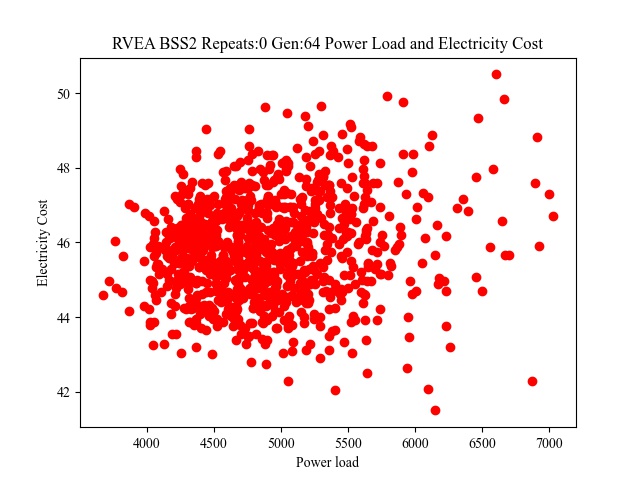 RVEA BSS2 Repeats:0 Gen:64 Power Load and Electricity Cost
50
48
46
44
42
Electricity Cost
4000 4500 5000 5500 6000 6500 7000
Power load